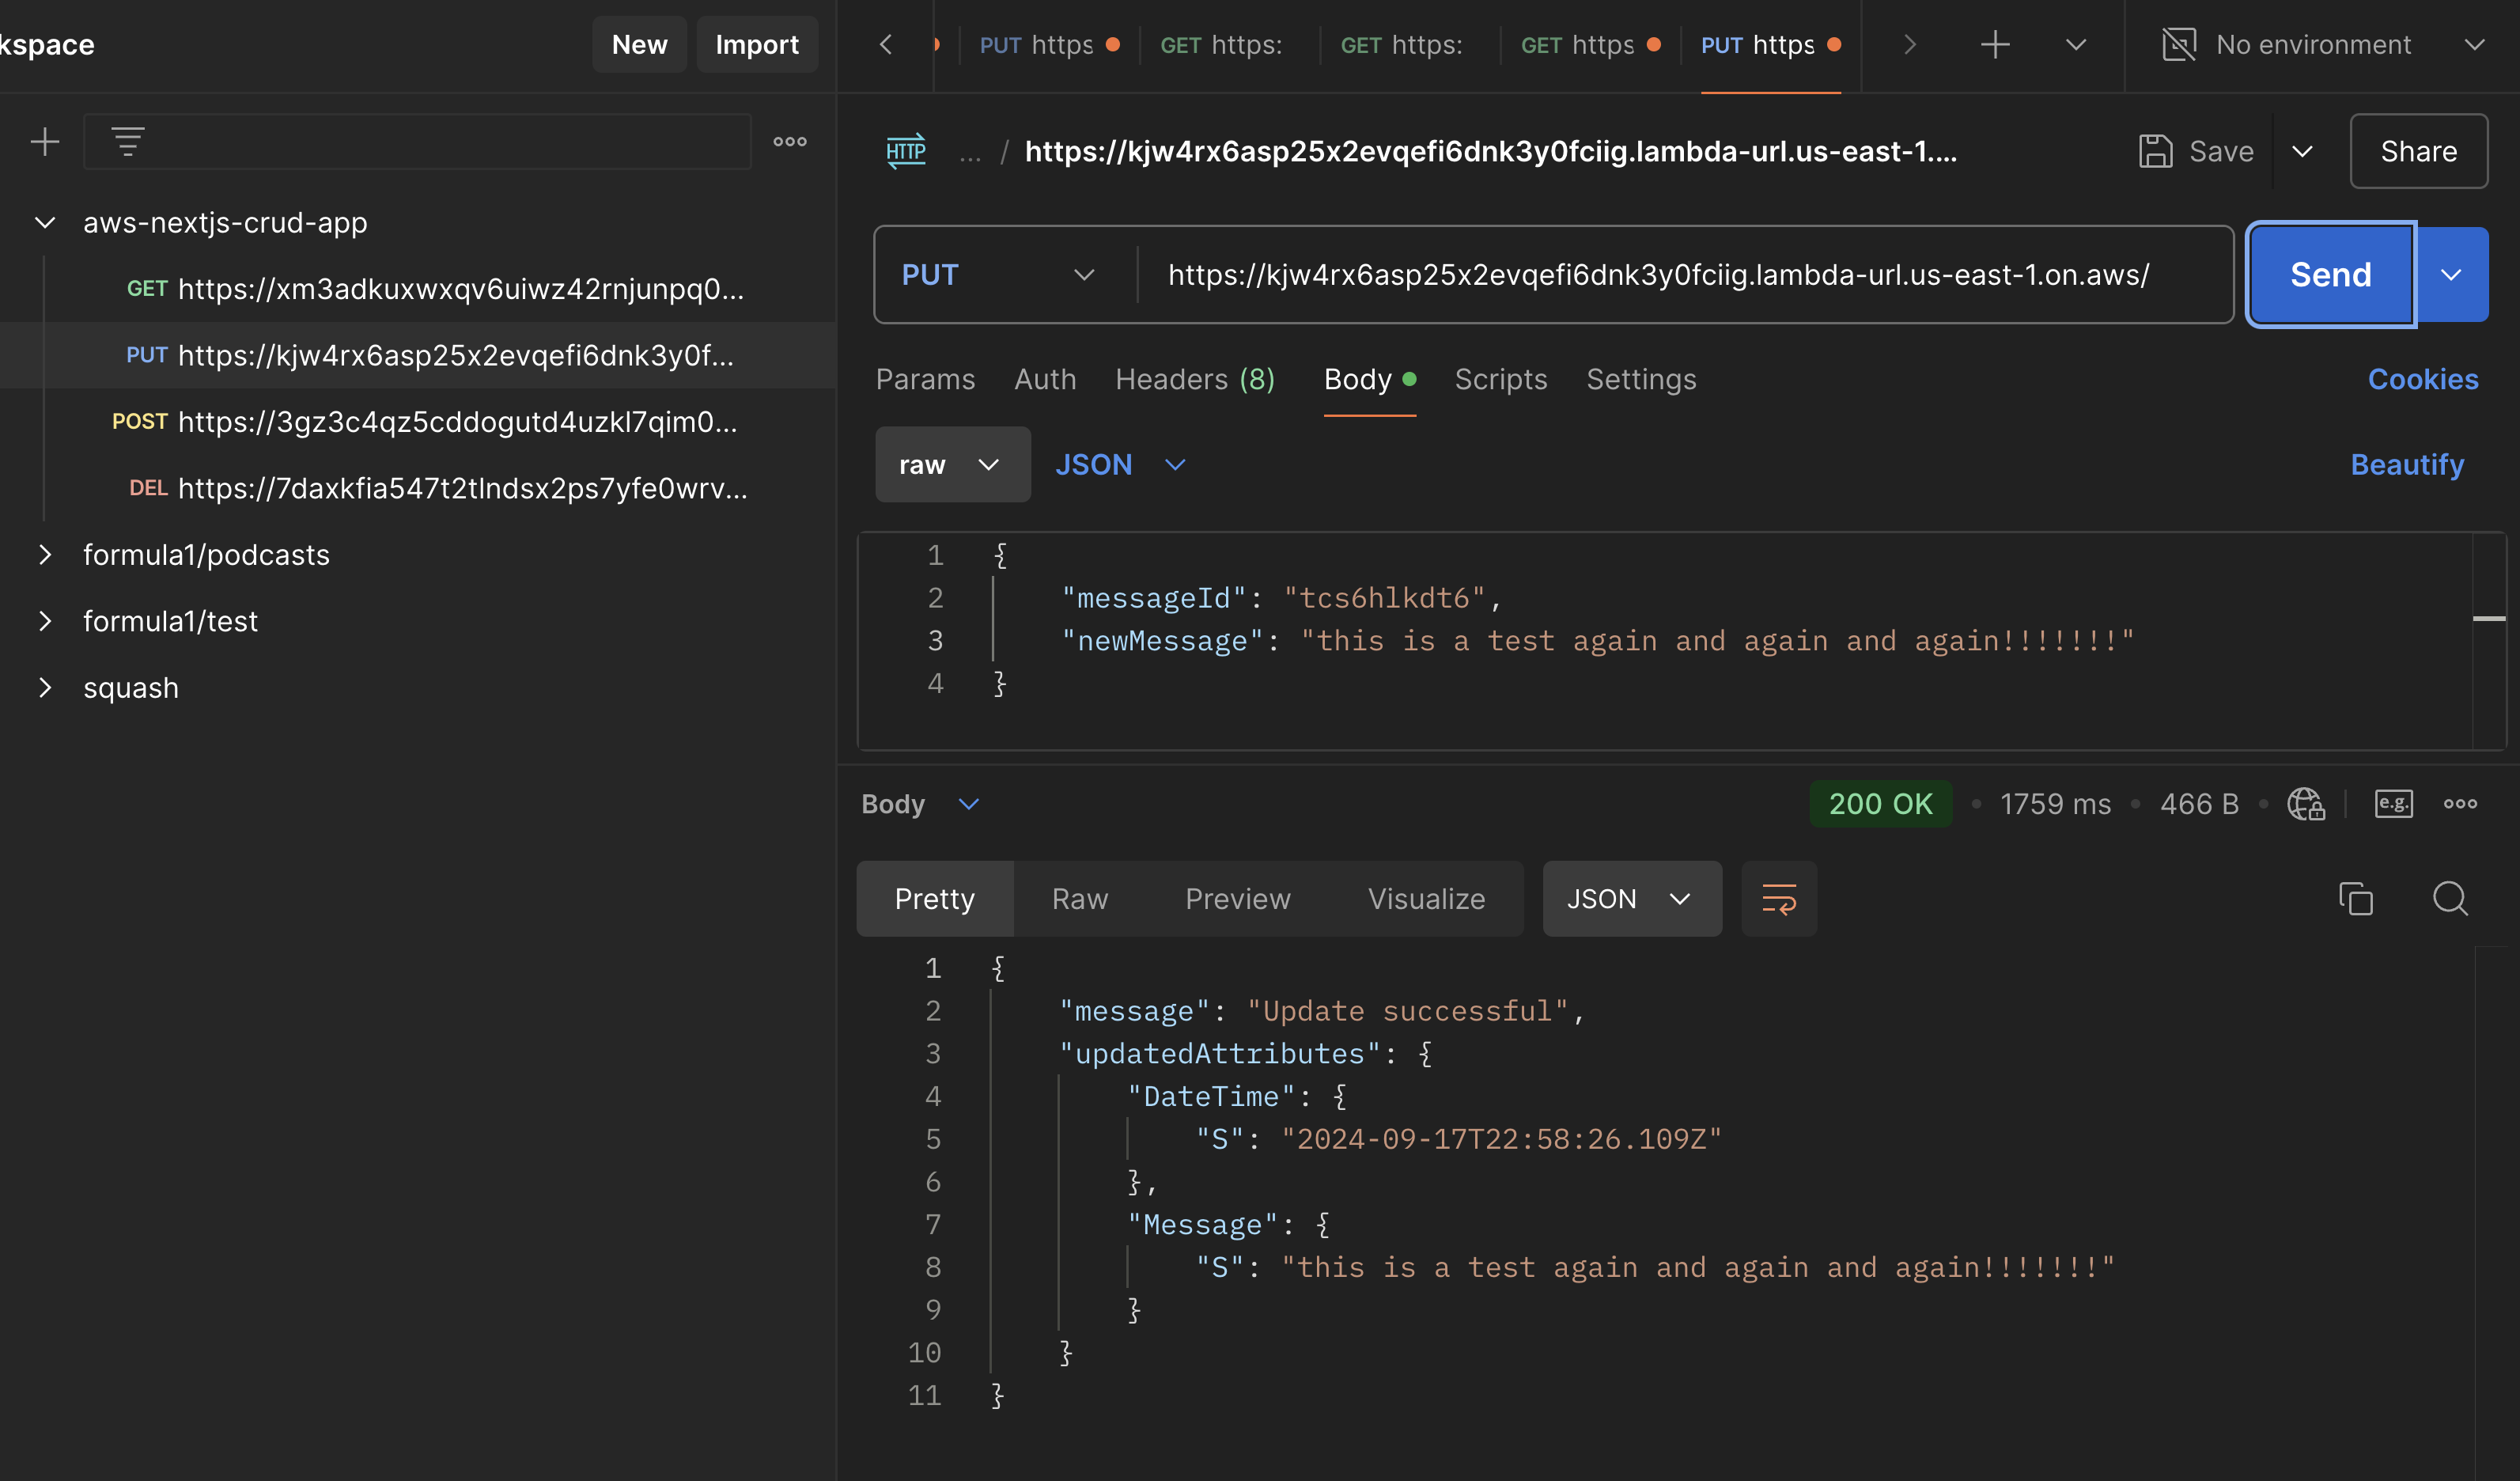 kspace
New
Import
PUT https
GET https:
GET https:
GET https
PUT https
No environment
aws-nextjs-crud-app
GET https://xm3adkuxwxqv6uiwz42rnjunpq0...
PUT https://kjw4rx6asp25x2evqefi6dnk3y0f...
POST https://3gz3c4qz5cddogutd4uzkl7qim0...
DEL https://7daxkfia547t2tlndsx2ps7yfe0wrv...
formula1/podcasts
formula1/test
squash
HTTP ... / https://kjw4rx6asp25x2evqefi6dnk3y0fciig.lambda-url.us-east-1....
Save
Share
PUT https://kjw4rx6asp25x2evqefi6dnk3y0fciig.lambda-url.us-east-1.on.aws/
Send
Params Auth Headers (8) Body Scripts Settings Cookies
raw JSON Beautify
1 {
2 "messageId": "tcs6hlkdt6",
3 "newMessage": "this is a test again and again and again!!!!!!!"
4 }
Body 200 OK 1759 ms 466 B e.g.
Pretty Raw Preview Visualize JSON
1 {
2 "message": "Update successful",
3 "updatedAttributes": {
4 "DateTime": {
5 "S": "2024-09-17T22:58:26.109Z"
6 },
7 "Message": {
8 "S": "this is a test again and again and again!!!!!!!"
9 }
10 }
11 }